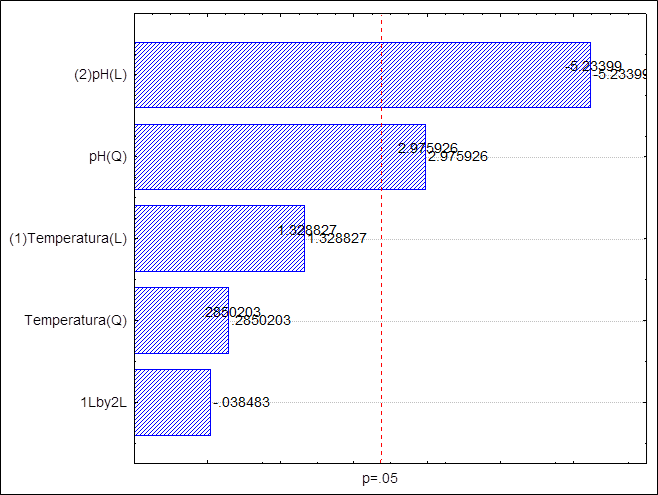 -5.23399
(2)pH(L) -5.23399
2.975926
pH(Q) 2.975926
1.328827
(1)Temperatura(L) 1.328827
.2850203
Temperatura(Q) .2850203
1Lby2L -.038483
p=.05